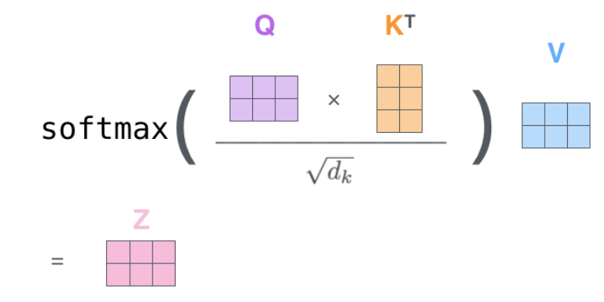 Q Kᵀ V
softmax( × )
√dₖ
Z
=